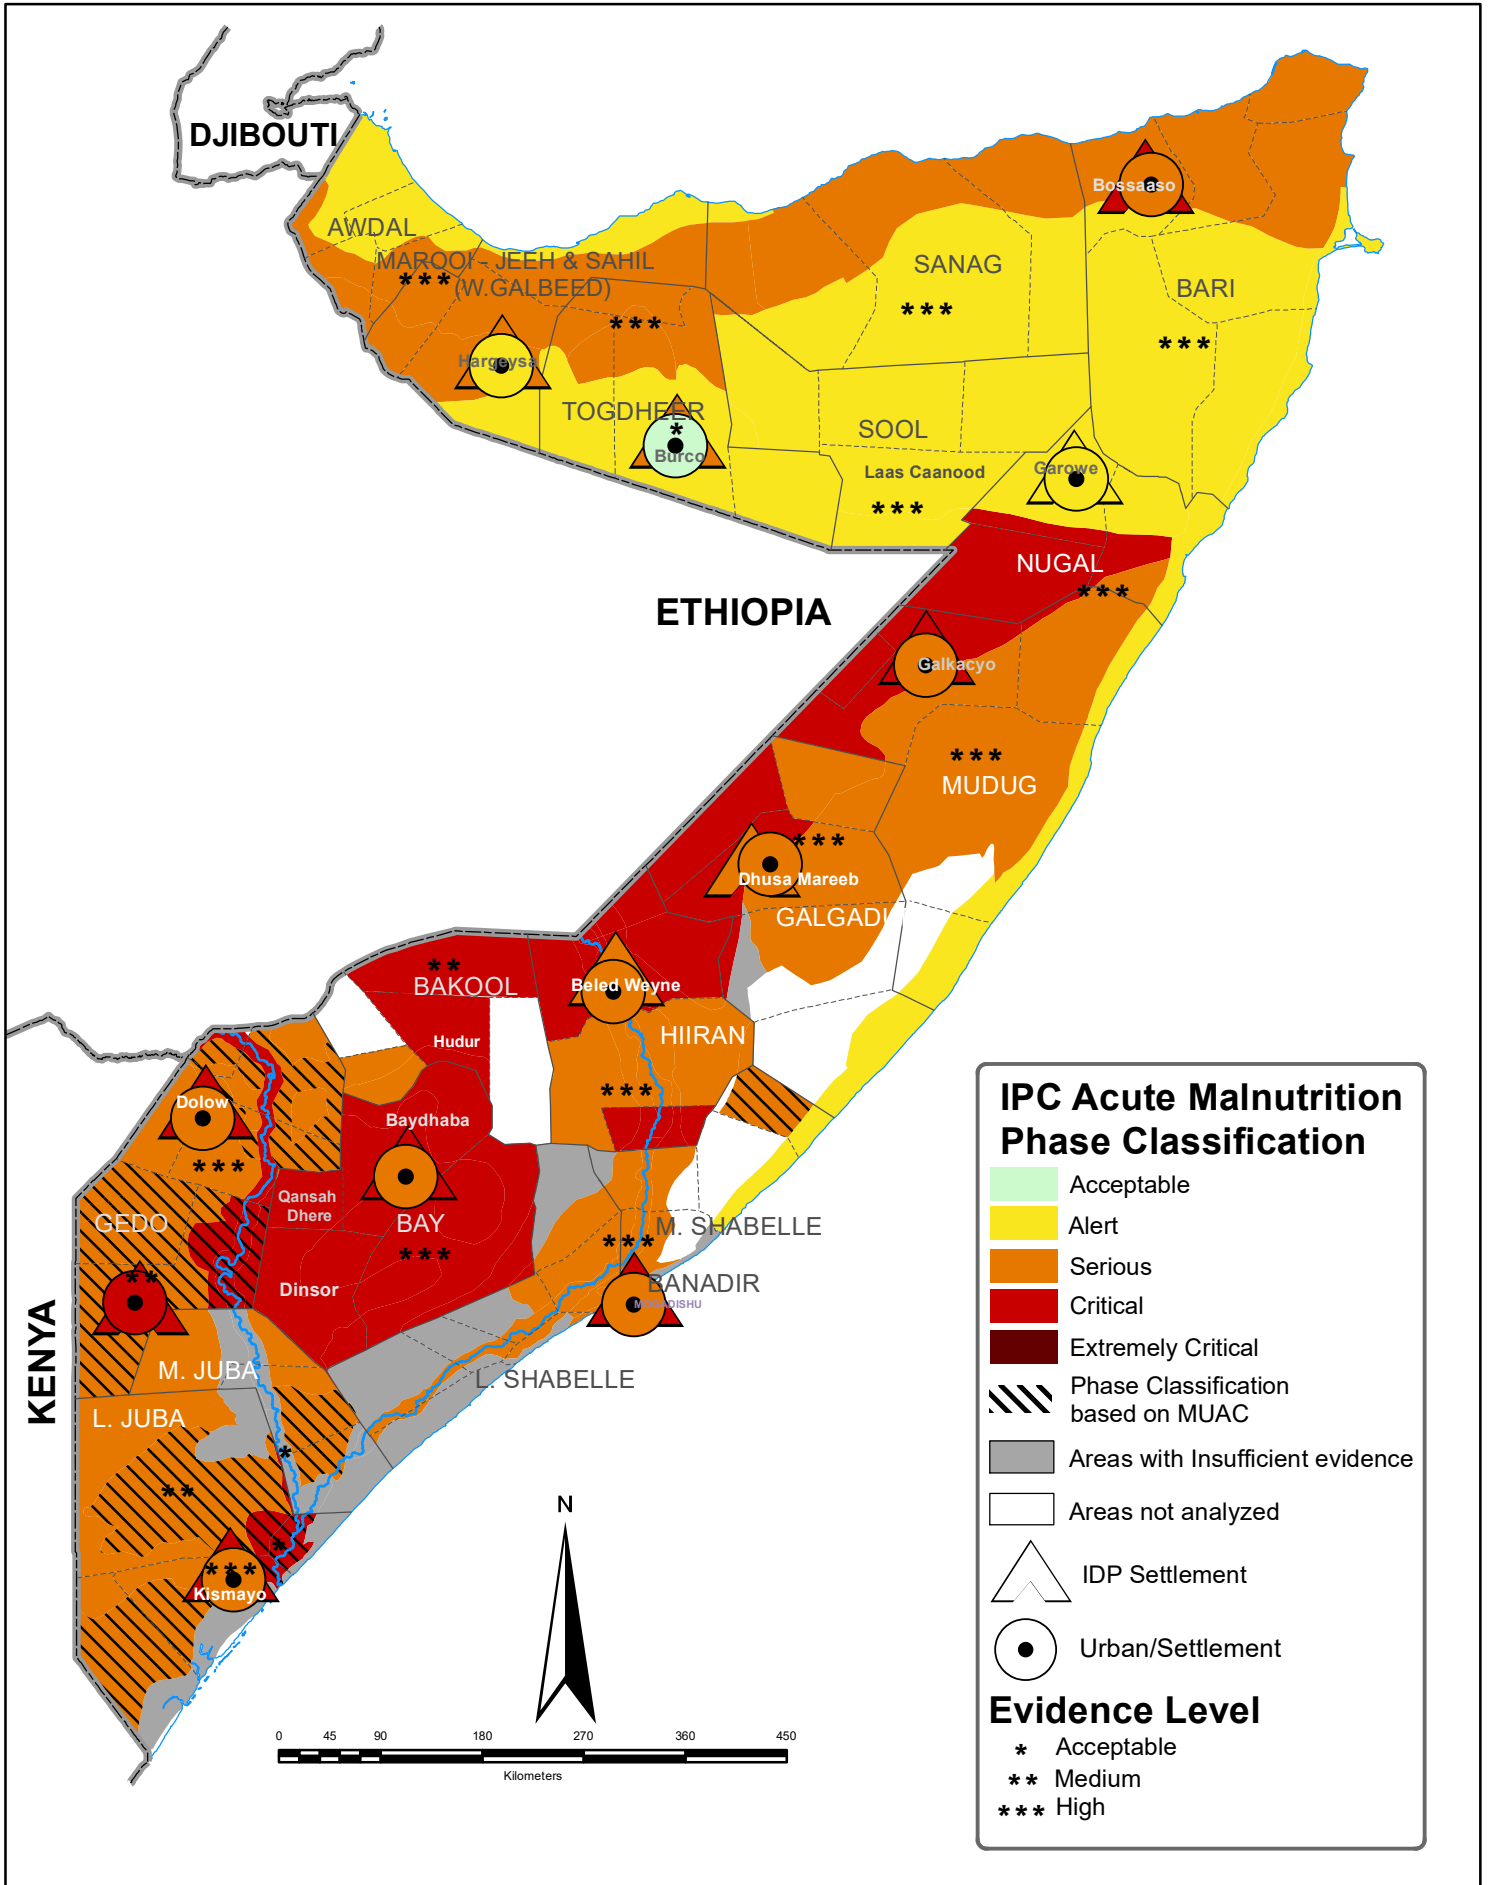 DJIBOUTI
Bossaaso
AWDAL
MAROOI - JEEH & SAHIL
(W.GALBEED)
***
SANAG
BARI
***
***
***
Hargeysa
TOGDHEER
*
Burco
SOOL
Laas Caanood
Garowe
***
NUGAL
***
ETHIOPIA
Galkacyo
***
MUDUG
***
Dhusa Mareeb
GALGADU
**
BAKOOL
Beled Weyne
Hudur
HIIRAN
***
Dolow
Baydhaba
***
Qansah
Dhere
GEDO
BAY
***
M. SHABELLE
***
Dinsor
BANADIR
MOGADISHU
**
KENYA
M. JUBA
L. SHABELLE
L. JUBA
*
**
*
***
Kismayo
N
0 45 90 180 270 360 450
Kilometers
IPC Acute Malnutrition
Phase Classification
Acceptable
Alert
Serious
Critical
Extremely Critical
Phase Classification
based on MUAC
Areas with Insufficient evidence
Areas not analyzed
IDP Settlement
Urban/Settlement
Evidence Level
* Acceptable
** Medium
*** High